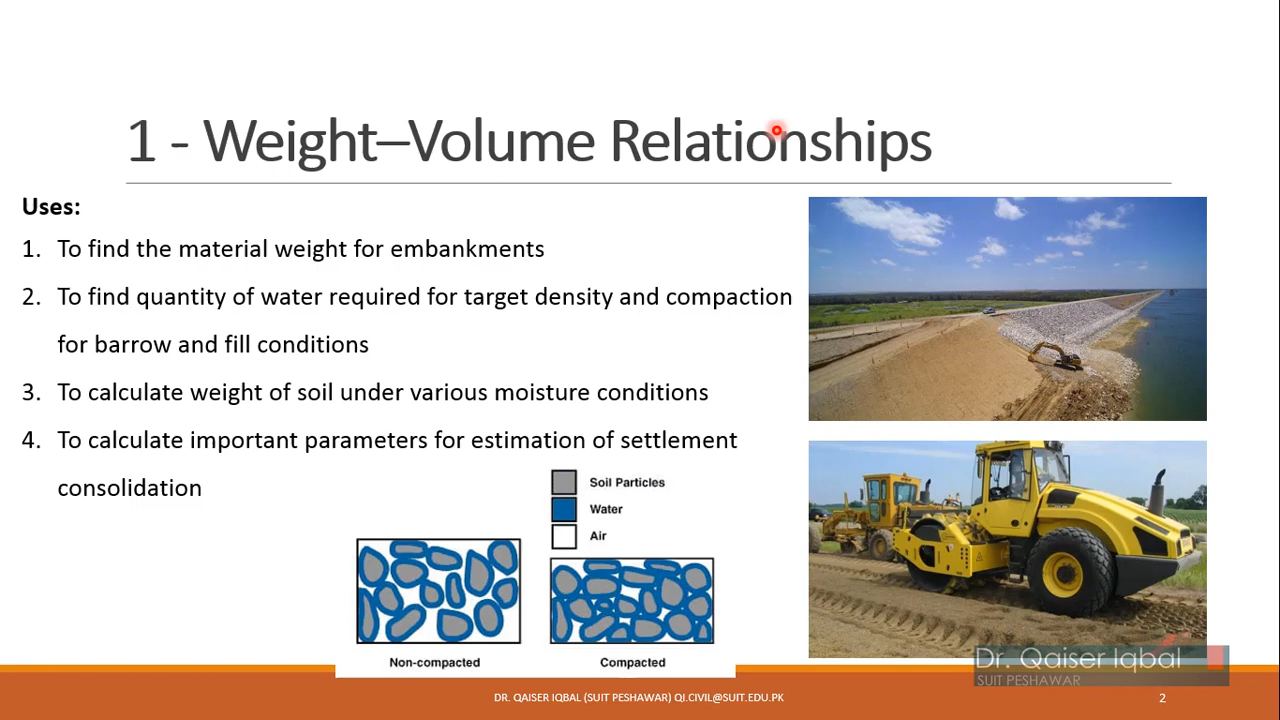 1 - Weight–Volume Relationships
Uses:
1. To find the material weight for embankments
2. To find quantity of water required for target density and compaction
for barrow and fill conditions
3. To calculate weight of soil under various moisture conditions
4. To calculate important parameters for estimation of settlement
consolidation
Soil Particles
Water
Air
Non-compacted
Compacted
Dr. Qaiser Iqbal
SUIT PESHAWAR
DR. QAISER IQBAL (SUIT PESHAWAR) QI.CIVIL@SUIT.EDU.PK
2